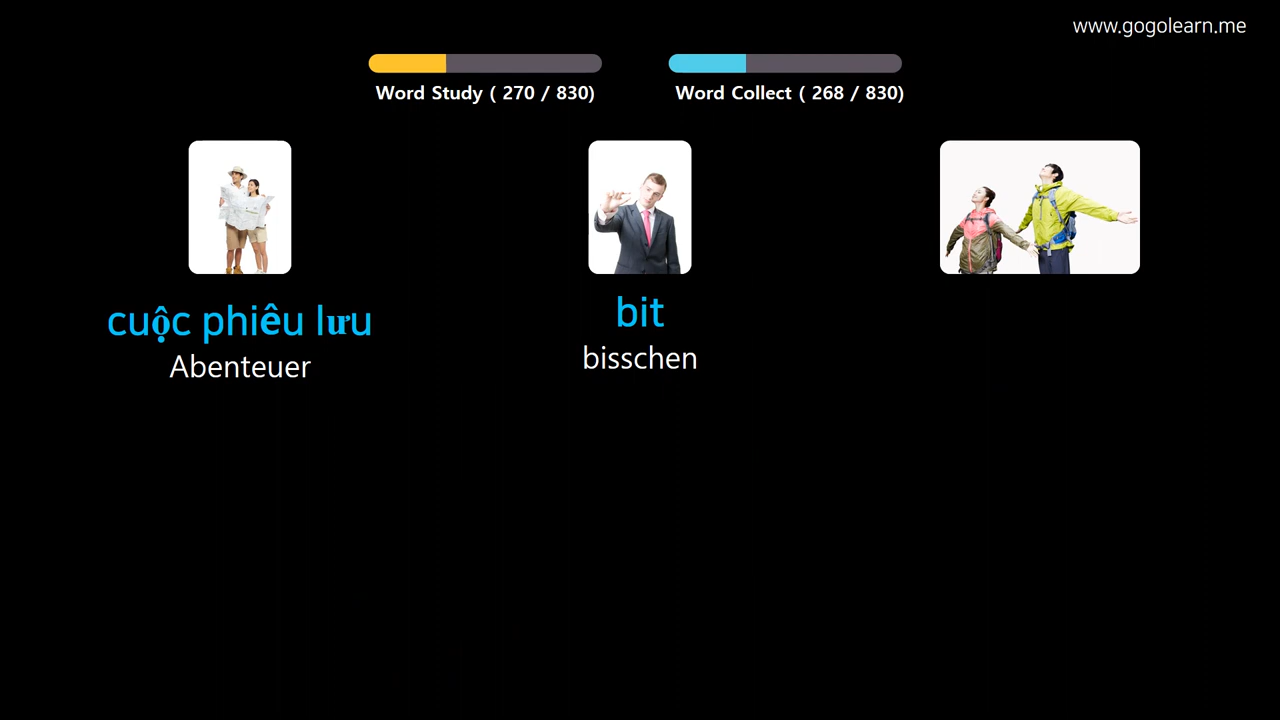 www.gogolearn.me
Word Study ( 270 / 830)
Word Collect ( 268 / 830)
cuộc phiêu lưu
Abenteuer
bit
bisschen